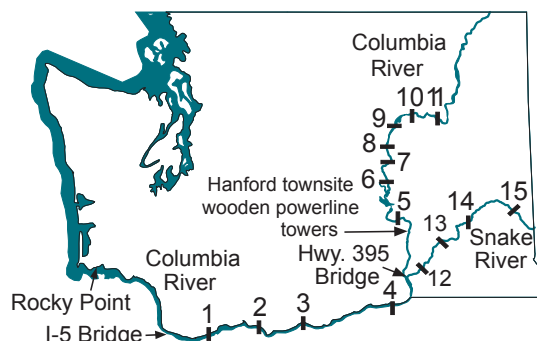 Columbia
River
10
11
9
8
7
6
Hanford townsite
wooden powerline
towers
5
15
14
13
Snake
River
Hwy. 395
Bridge
12
Columbia
River
Rocky Point
I-5 Bridge
1
2
3
4